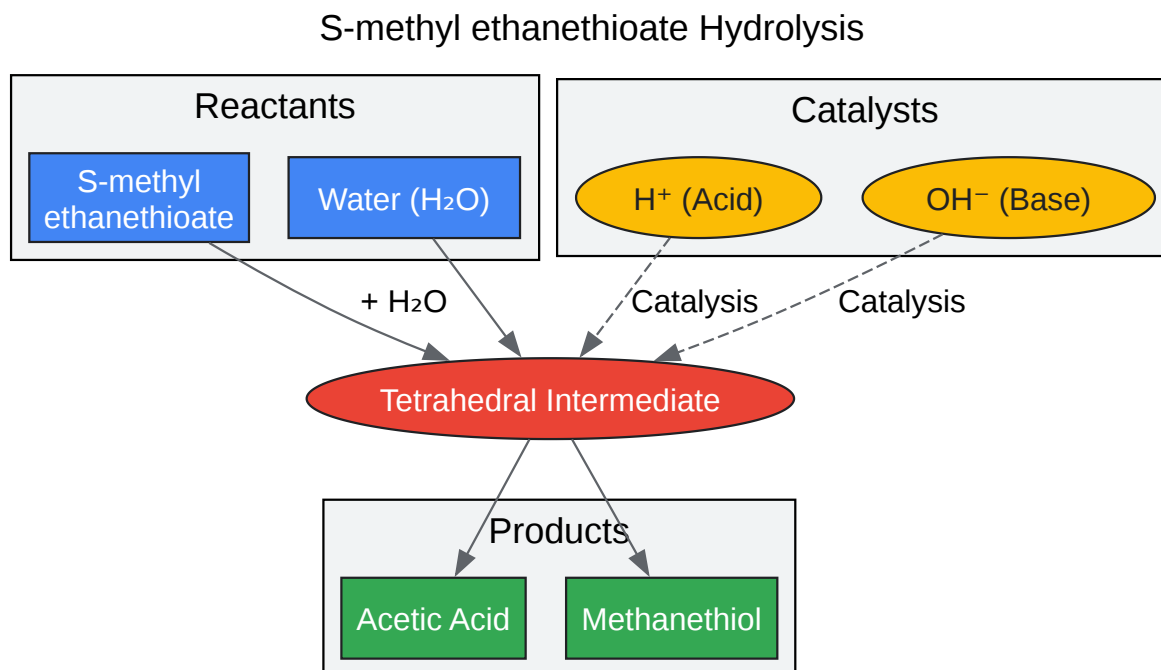 S-methyl ethanethioate Hydrolysis
Reactants
Catalysts
S-methyl
ethanethioate
Water (H₂O)
H⁺ (Acid)
OH⁻ (Base)
+ H₂O
Catalysis
Catalysis
Tetrahedral Intermediate
Products
Acetic Acid
Methanethiol